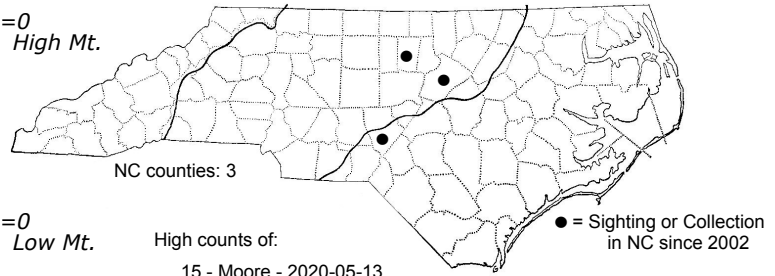 =0
High Mt.
NC counties: 3
=0
Low Mt.
High counts of:
15 - Moore - 2020-05-13
● = Sighting or Collection
in NC since 2002